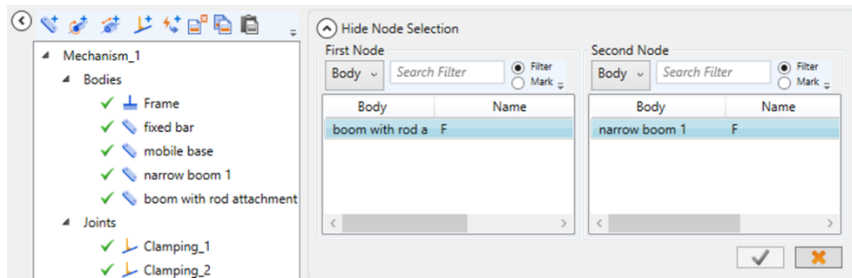 Mechanism_1
Bodies
Frame
fixed bar
mobile base
narrow boom 1
boom with rod attachment
Joints
Clamping_1
Clamping_2
Hide Node Selection
First Node
Body
Search Filter
Filter
Mark
Body Name
boom with rod a F
Second Node
Body
Search Filter
Filter
Mark
Body Name
narrow boom 1 F